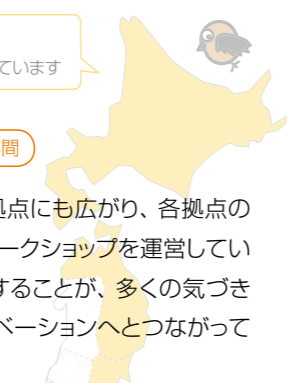 ています
間
処点にも広がり、各拠点の
ークショップを運営してい
することが、多くの気づき
ベーションへとつながって